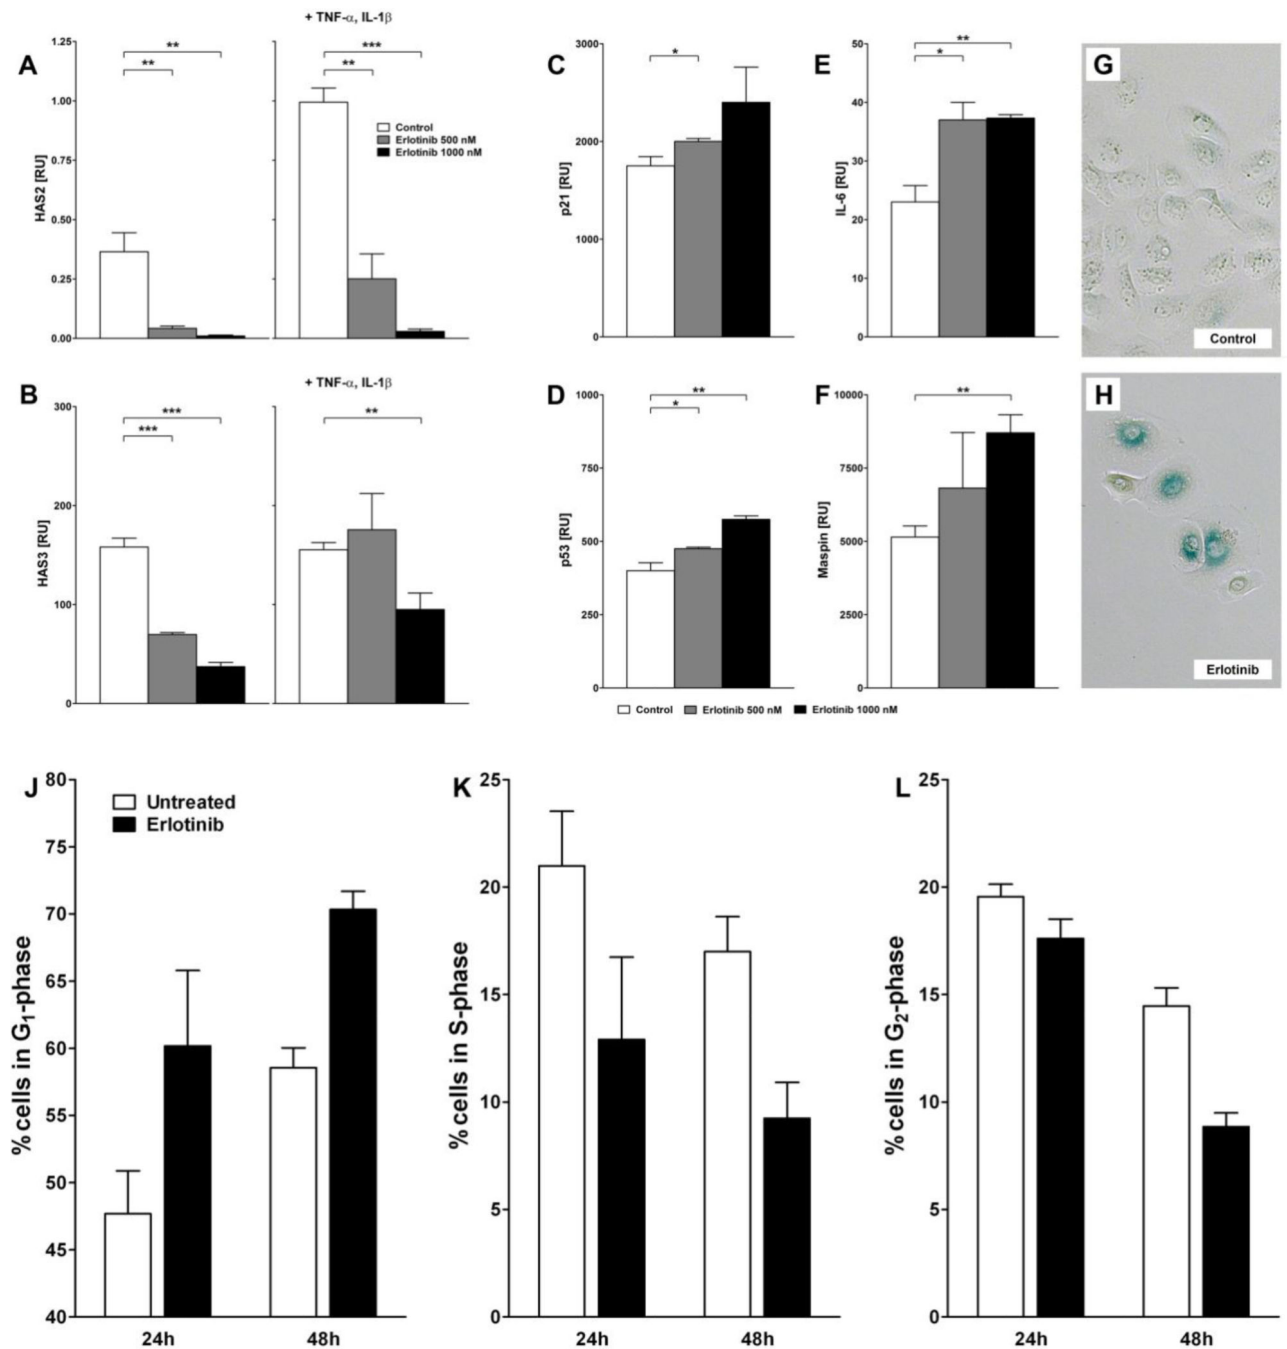 + TNF-α, IL-1β
A
HAS2 [RU]
1.25
1.00
0.75
0.50
0.25
0.00
**
**
***
**
Control
Erlotinib 500 nM
Erlotinib 1000 nM
+ TNF-α, IL-1β
B
HAS3 [RU]
300
200
100
0
***
***
**
C
p21 [RU]
3000
2000
1000
0
*
D
p53 [RU]
1000
750
500
250
0
**
*
E
IL-6 [RU]
50
40
30
20
10
0
**
*
F
Maspin [RU]
10000
7500
5000
2500
0
**
Control Erlotinib 500 nM Erlotinib 1000 nM
G
Control
H
Erlotinib
J
% cells in G1-phase
80
75
70
65
60
55
50
45
40
Untreated
Erlotinib
24h 48h
K
% cells in S-phase
25
20
15
10
5
0
24h 48h
L
% cells in G2-phase
25
20
15
10
5
0
24h 48h